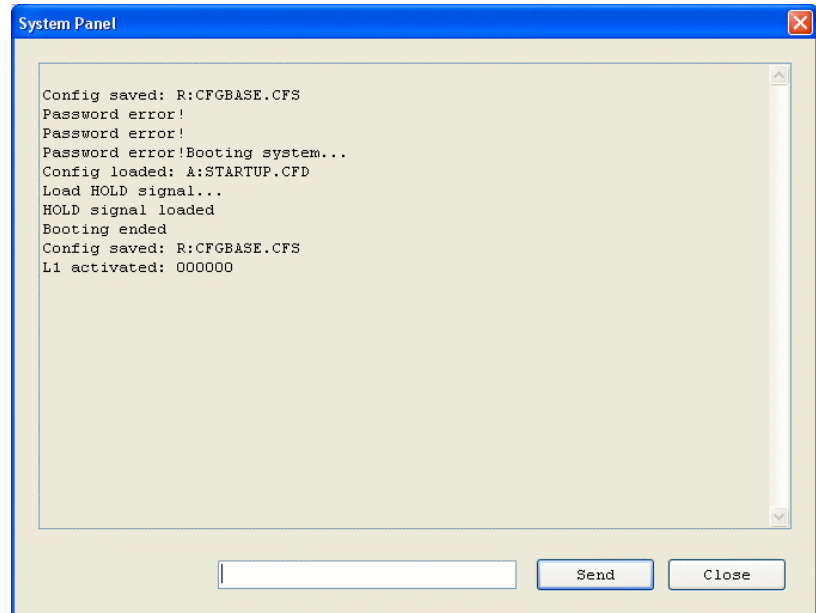 System Panel
Config saved: R:CFGBASE.CFS
Password error!
Password error!
Password error!Booting system...
Config loaded: A:STARTUP.CFD
Load HOLD signal...
HOLD signal loaded
Booting ended
Config saved: R:CFGBASE.CFS
L1 activated: 000000
Send
Close